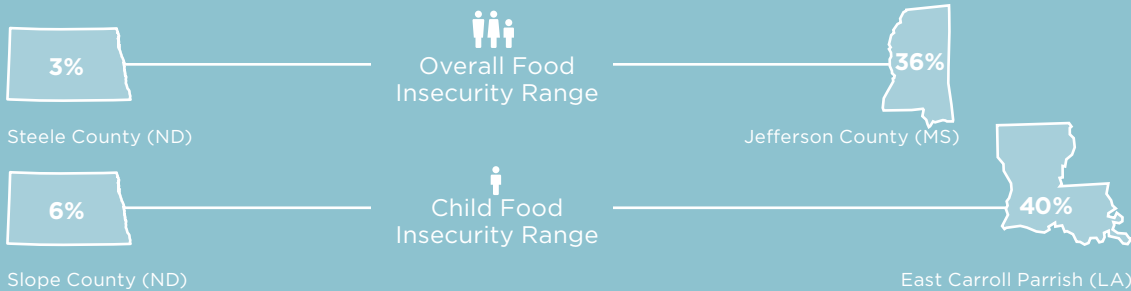 3%
Overall Food
Insecurity Range
36%
Steele County (ND)
Jefferson County (MS)
6%
Child Food
Insecurity Range
40%
Slope County (ND)
East Carroll Parrish (LA)